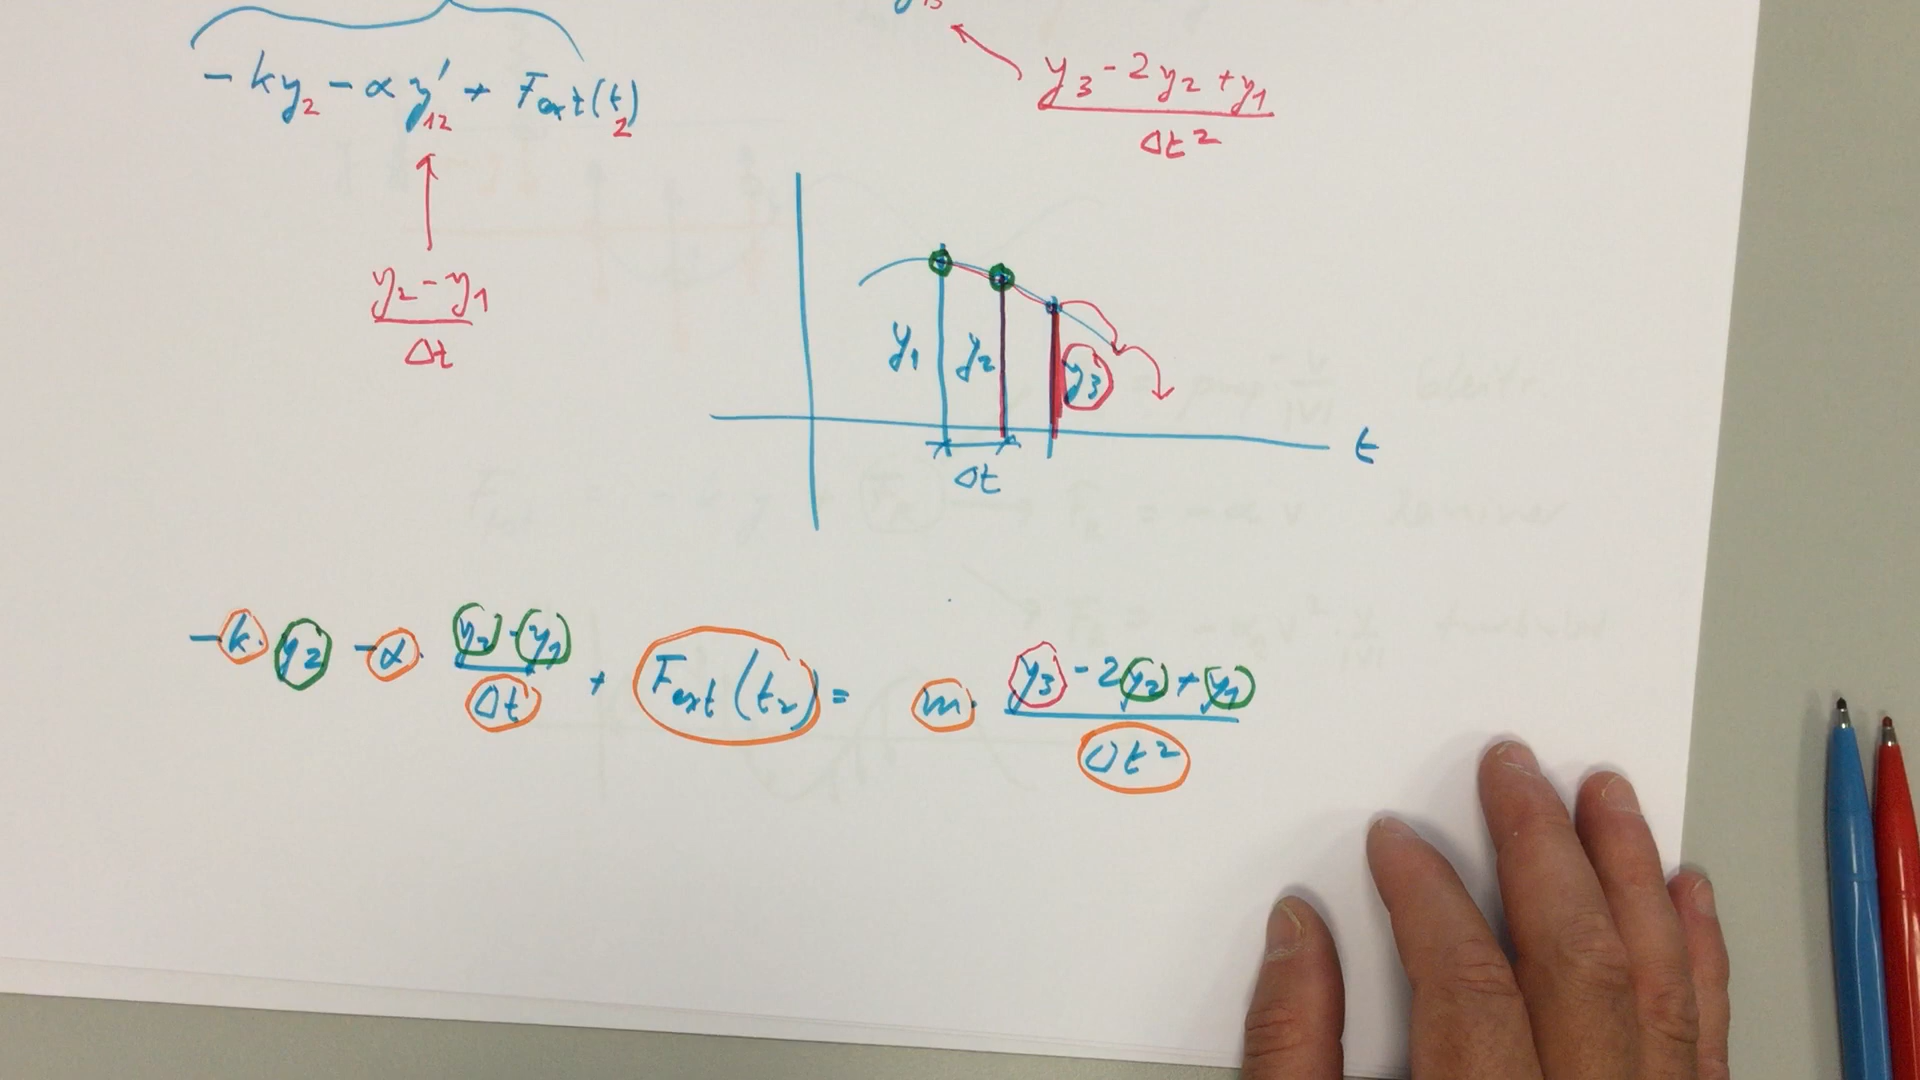 y₁₃
-ky₂ - αy′₁₂ + Fext(t₂)
y₃ - 2y₂ + y₁
Δt²
y₂ - y₁
Δt
y₁ y₂ y₃
t
Δt
-k · y₂ - α · (y₂ - y₁)/Δt + Fext(t₂) = m · (y₃ - 2y₂ + y₁)/Δt²